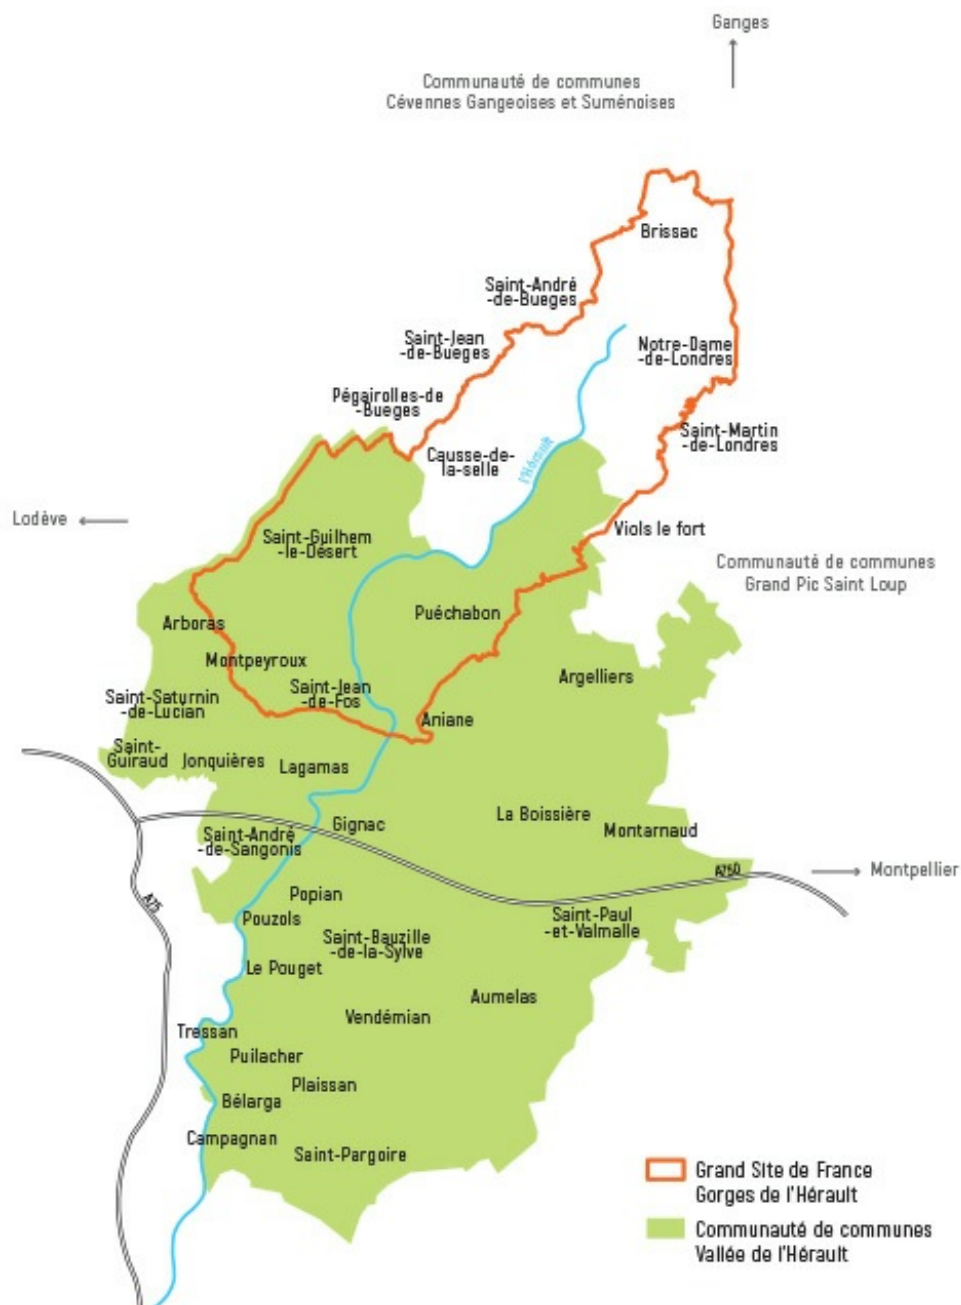 Ganges
Communauté de communes
Cévennes Gangeoises et Suménoises
Brissac
Saint-André
-de-Bueges
Saint-Jean
-de-Bueges
Notre-Dame
-de-Londres
Pégairolles-de
-Bueges
Saint-Martin
-de-Londres
Causse-de-
la-selle
l'Hérault
Lodève
Viols le fort
Saint-Guilhem
-le-Désert
Communauté de communes
Grand Pic Saint Loup
Puéchabon
Arboras
Montpeyroux
Argelliers
Saint-Jean
-de-Fos
Saint-Saturnin
-de-Lucian
Aniane
Saint-
Guiraud
Jonquières
Lagamas
La Boissière
Gignac
Montarnaud
Saint-André
-de-Sangonis
A750
Montpellier
Popian
A75
Pouzols
Saint-Paul
-et-Valmalle
Saint-Bauzille
-de-la-Sylve
Le Pouget
Aumelas
Vendémian
Tressan
Puilacher
Plaissan
Bélarga
Campagnan
Saint-Pargoire
Grand Site de France
Gorges de l'Hérault
Communauté de communes
Vallée de l'Hérault